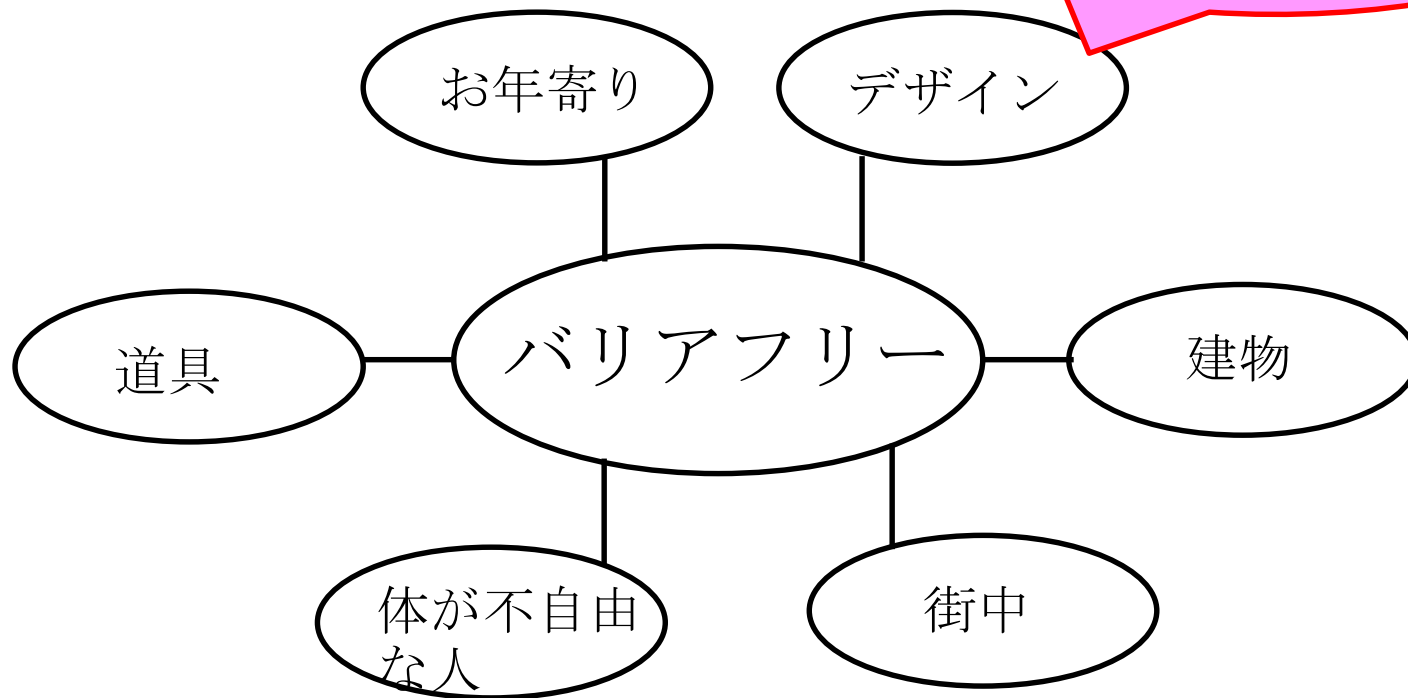 お年寄り
デザイン
道具
バリアフリー
建物
体が不自由
な人
街中